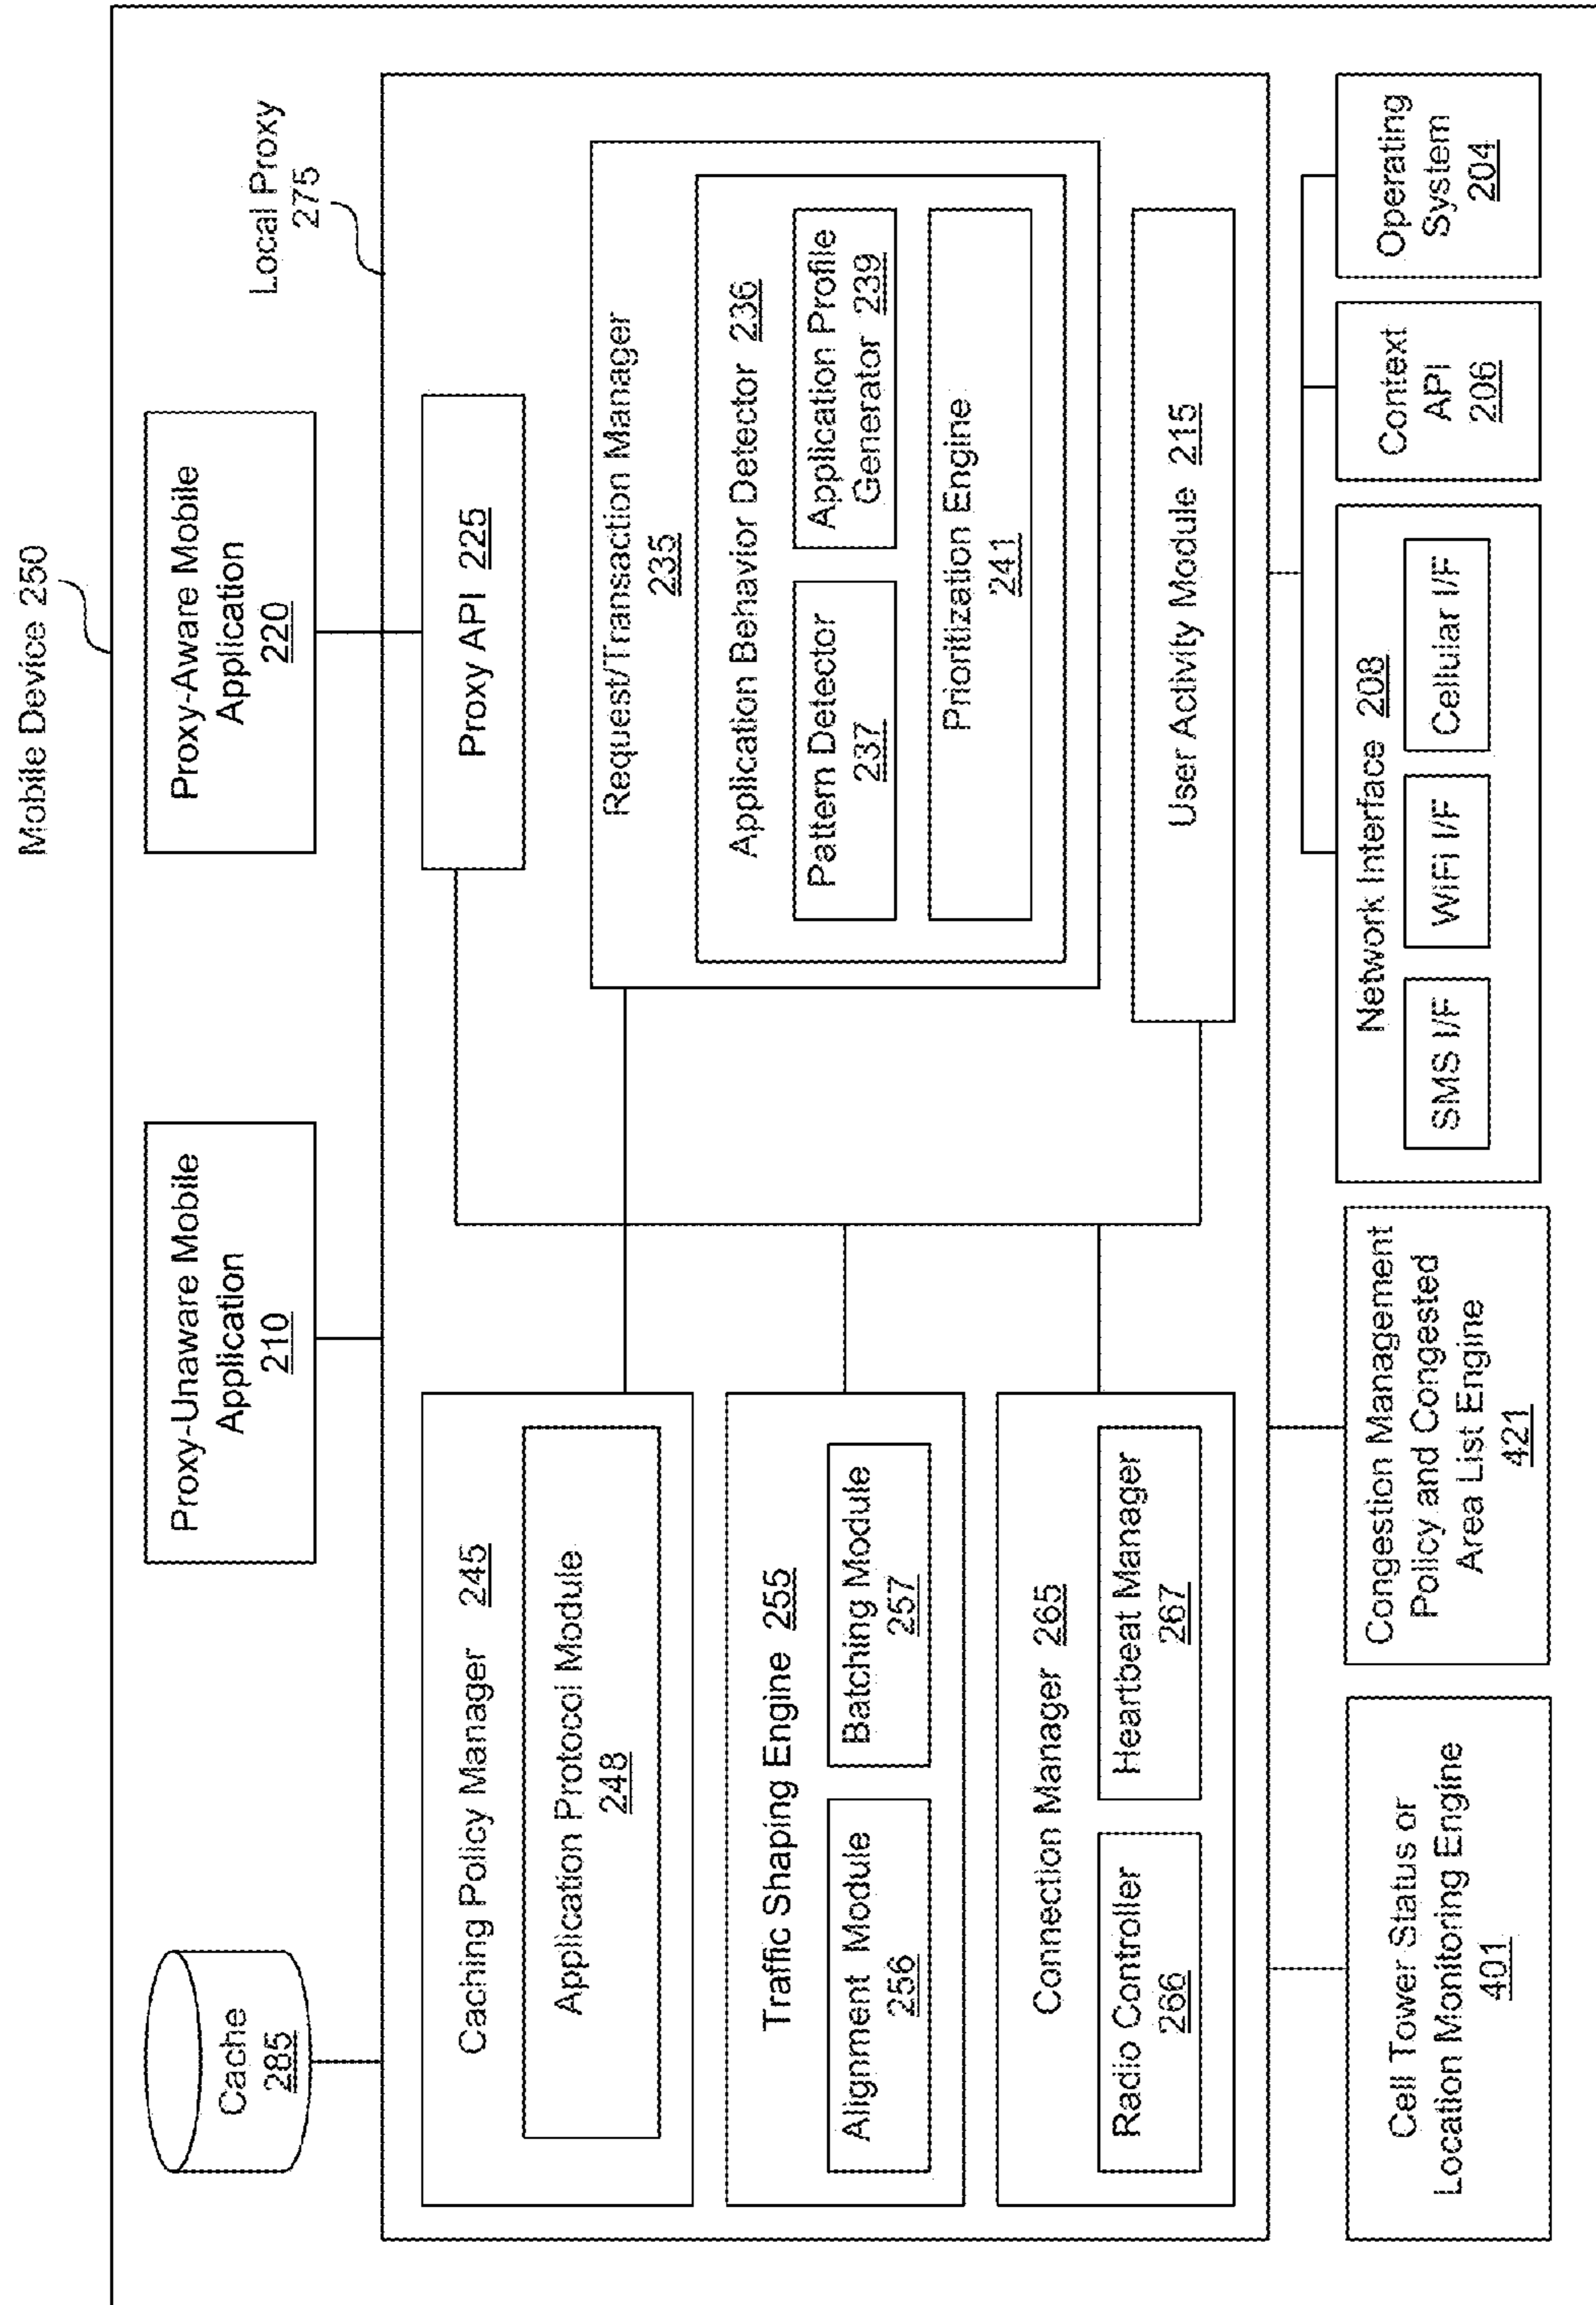 Mobile Device 250
Cache
285
Proxy-Unaware Mobile
Application
210
Proxy-Aware Mobile
Application
220
Local Proxy
275
Caching Policy Manager 245
Application Protocol Module
248
Traffic Shaping Engine 255
Alignment Module
256
Batching Module
257
Connection Manager 265
Radio Controller
266
Heartbeat Manager
267
Proxy API 225
Request/Transaction Manager
235
Application Behavior Detector 236
Pattern Detector
237
Application Profile
Generator 239
Prioritization Engine
241
User Activity Module 215
Cell Tower Status or
Location Monitoring Engine
401
Congestion Management
Policy and Congested
Area List Engine
421
Network Interface 208
SMS I/F
WiFi I/F
Cellular I/F
Context
API
206
Operating
System
204